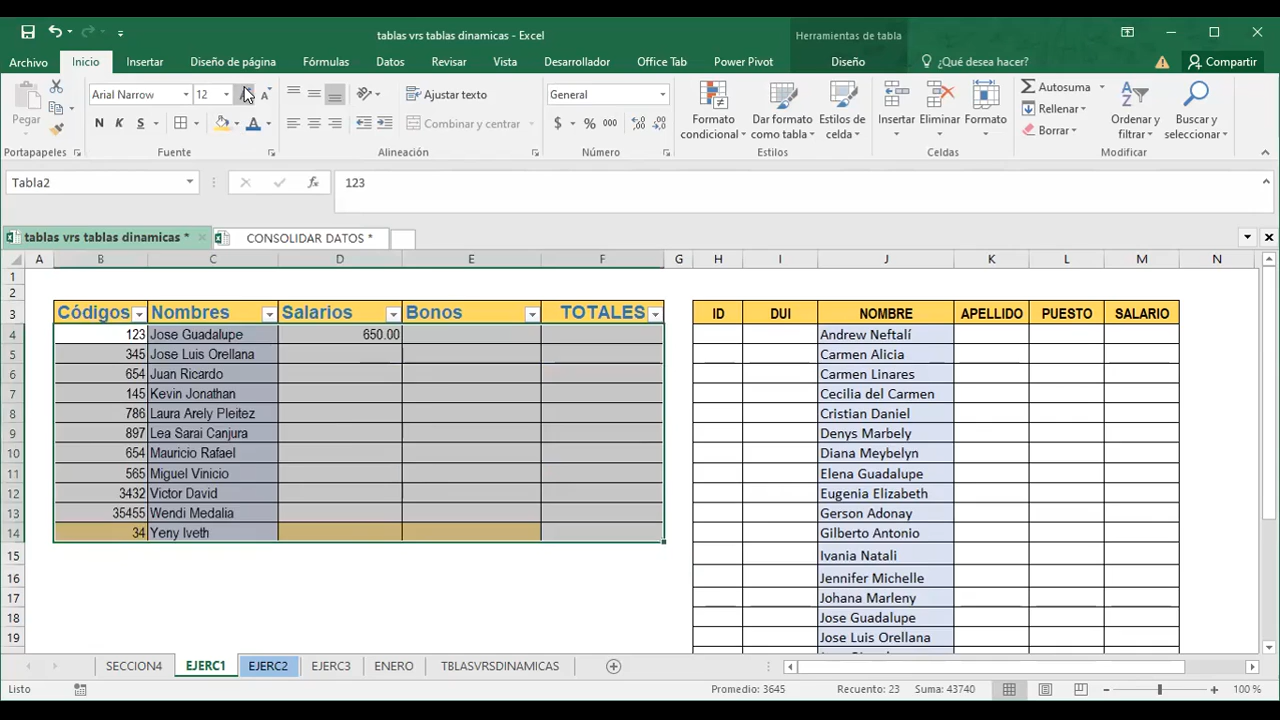 tablas vrs tablas dinamicas - Excel
Herramientas de tabla
Archivo Inicio Insertar Diseño de página Fórmulas Datos Revisar Vista Desarrollador Office Tab Power Pivot Diseño ¿Qué desea hacer? Compartir
Pegar
Portapapeles
Arial Narrow 12
N K S
Fuente
Ajustar texto
Combinar y centrar
Alineación
General
$ % 000
Número
Formato condicional
Dar formato como tabla
Estilos de celda
Estilos
Insertar Eliminar Formato
Celdas
Autosuma
Rellenar
Borrar
Ordenar y filtrar
Buscar y seleccionar
Modificar
Tabla2 fx 123
tablas vrs tablas dinamicas * CONSOLIDAR DATOS *
A B C D E F G H I J K L M N
1
2
3 Códigos Nombres Salarios Bonos TOTALES ID DUI NOMBRE APELLIDO PUESTO SALARIO
4 123 Jose Guadalupe 650.00 Andrew Neftalí
5 345 Jose Luis Orellana Carmen Alicia
6 654 Juan Ricardo Carmen Linares
7 145 Kevin Jonathan Cecilia del Carmen
8 786 Laura Arely Pleitez Cristian Daniel
9 897 Lea Sarai Canjura Denys Marbely
10 654 Mauricio Rafael Diana Meybelyn
11 565 Miguel Vinicio Elena Guadalupe
12 3432 Victor David Eugenia Elizabeth
13 35455 Wendi Medalia Gerson Adonay
14 34 Yeny Iveth Gilberto Antonio
15 Ivania Natali
16 Jennifer Michelle
17 Johana Marleny
18 Jose Guadalupe
19 Jose Luis Orellana
SECCION4 EJERC1 EJERC2 EJERC3 ENERO TBLASVRSDINAMICAS
Listo Promedio: 3645 Recuento: 23 Suma: 43740 100 %